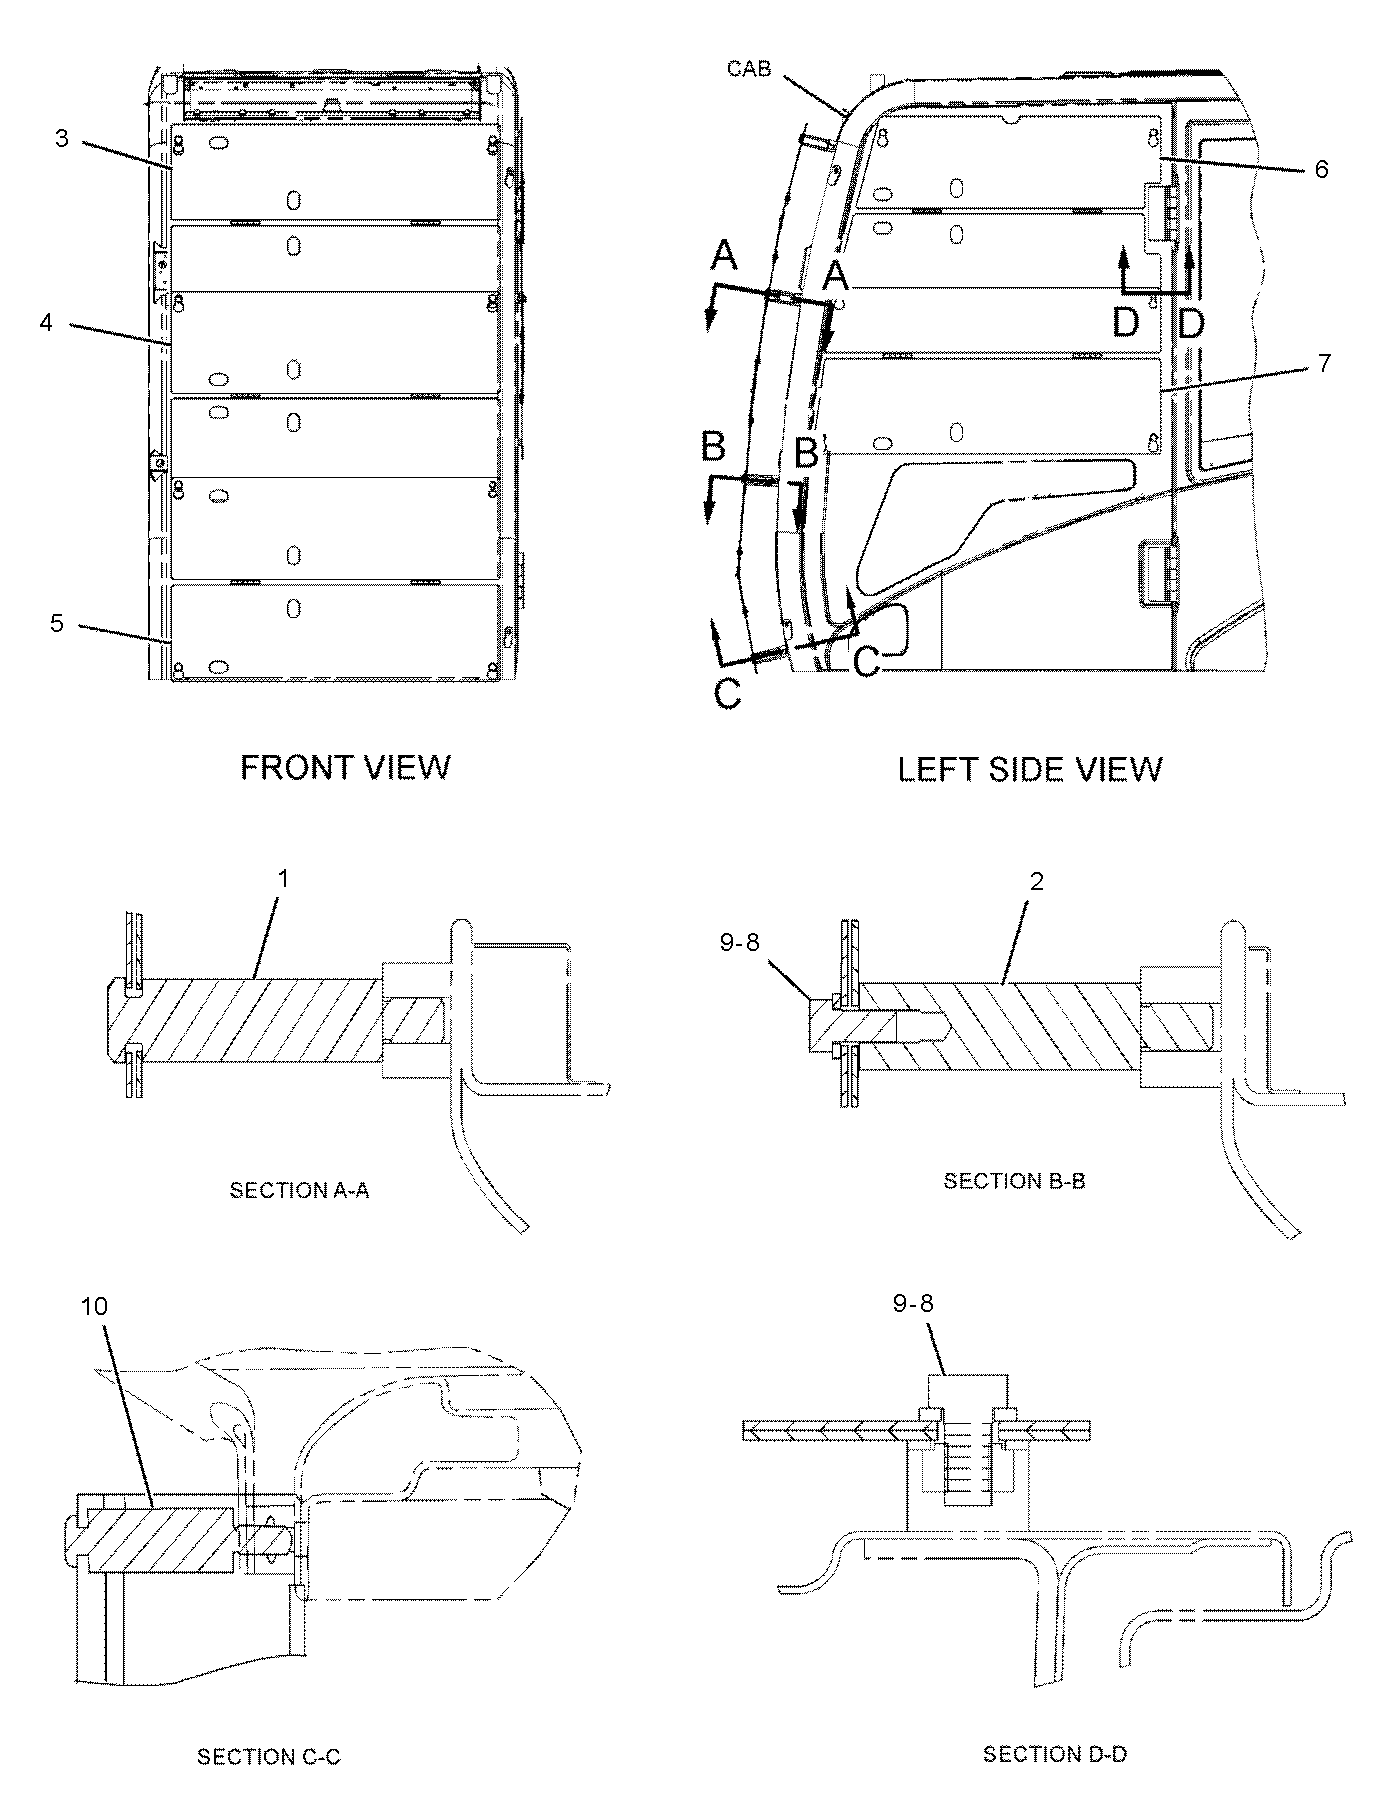 3
4
5
FRONT VIEW
CAB
6
A
A
D
D
7
B
B
C
C
LEFT SIDE VIEW
1
SECTION A-A
2
9-8
SECTION B-B
10
SECTION C-C
9-8
SECTION D-D